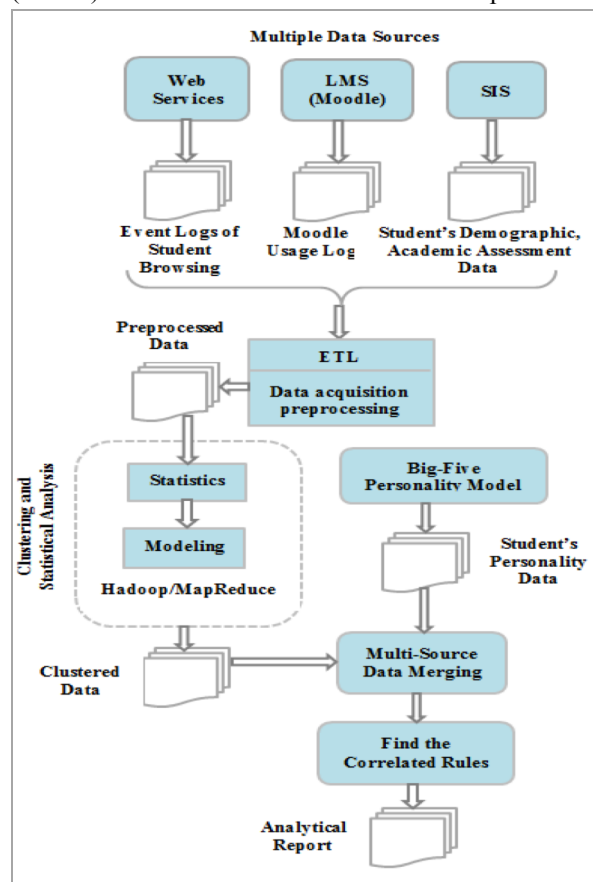 Multiple Data Sources
Web
Services
LMS
(Moodle)
SIS
Event Logs of
Student
Browsing
Moodle
Usage Log
Student's Demographic,
Academic Assessment
Data
Preprocessed
Data
ETL
Data acquisition
preprocessing
Clustering and
Statistical Analysis
Statistics
Modeling
Hadoop/MapReduce
Big-Five
Personality Model
Student's
Personality
Data
Clustered
Data
Multi-Source
Data Merging
Find the
Correlated Rules
Analytical
Report